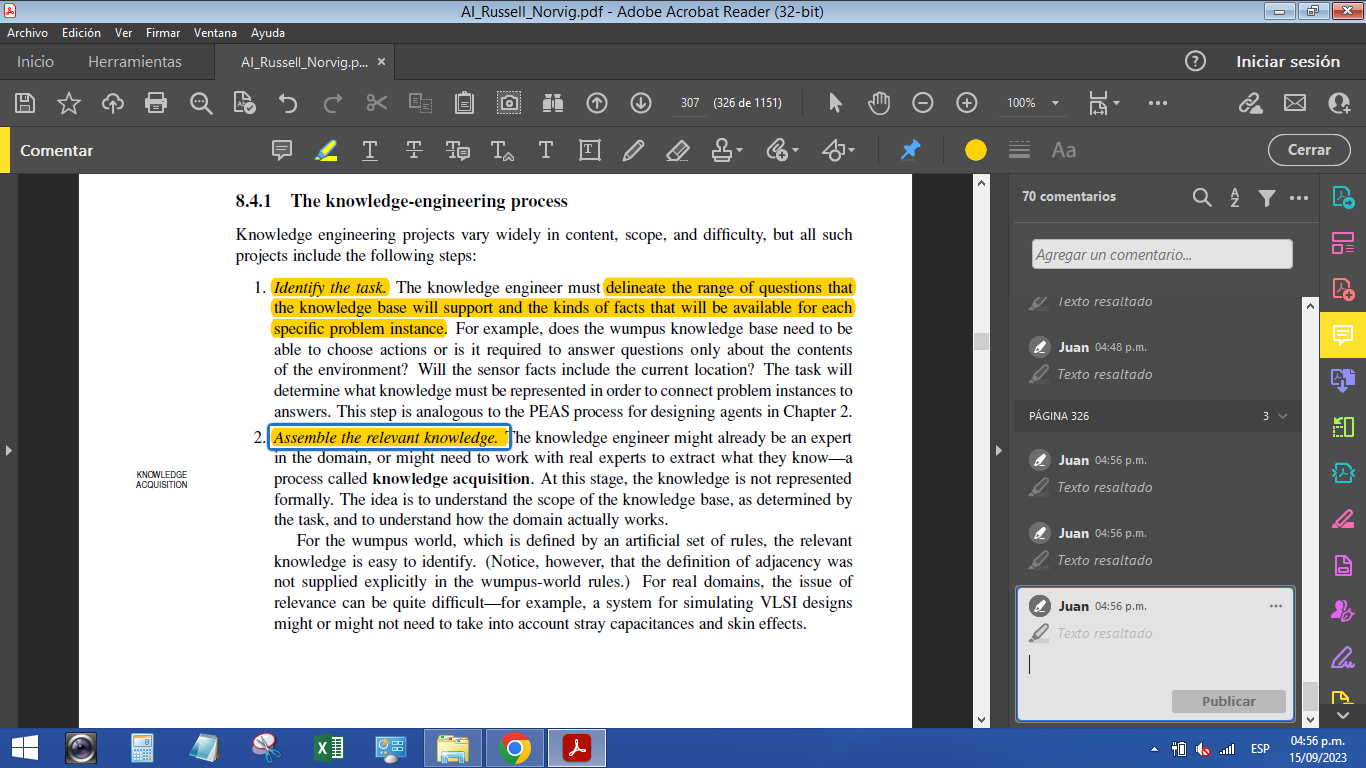 AI_Russell_Norvig.pdf - Adobe Acrobat Reader (32-bit)
Archivo Edición Ver Firmar Ventana Ayuda
Inicio Herramientas AI_Russell_Norvig.p... × Iniciar sesión
307 (326 de 1151) 100%
Comentar Aa Cerrar
8.4.1 The knowledge-engineering process
Knowledge engineering projects vary widely in content, scope, and difficulty, but all such
projects include the following steps:
1. Identify the task. The knowledge engineer must delineate the range of questions that
the knowledge base will support and the kinds of facts that will be available for each
specific problem instance. For example, does the wumpus knowledge base need to be
able to choose actions or is it required to answer questions only about the contents
of the environment? Will the sensor facts include the current location? The task will
determine what knowledge must be represented in order to connect problem instances to
answers. This step is analogous to the PEAS process for designing agents in Chapter 2.
2. Assemble the relevant knowledge. The knowledge engineer might already be an expert
in the domain, or might need to work with real experts to extract what they know—a
KNOWLEDGE
ACQUISITION
process called knowledge acquisition. At this stage, the knowledge is not represented
formally. The idea is to understand the scope of the knowledge base, as determined by
the task, and to understand how the domain actually works.
For the wumpus world, which is defined by an artificial set of rules, the relevant
knowledge is easy to identify. (Notice, however, that the definition of adjacency was
not supplied explicitly in the wumpus-world rules.) For real domains, the issue of
relevance can be quite difficult—for example, a system for simulating VLSI designs
might or might not need to take into account stray capacitances and skin effects.
70 comentarios
Agregar un comentario...
Texto resaltado
Juan 04:48 p.m.
Texto resaltado
PÁGINA 326 3
Juan 04:56 p.m.
Texto resaltado
Juan 04:56 p.m.
Texto resaltado
Juan 04:56 p.m.
Texto resaltado
Publicar
ESP
04:56 p.m.
15/09/2023